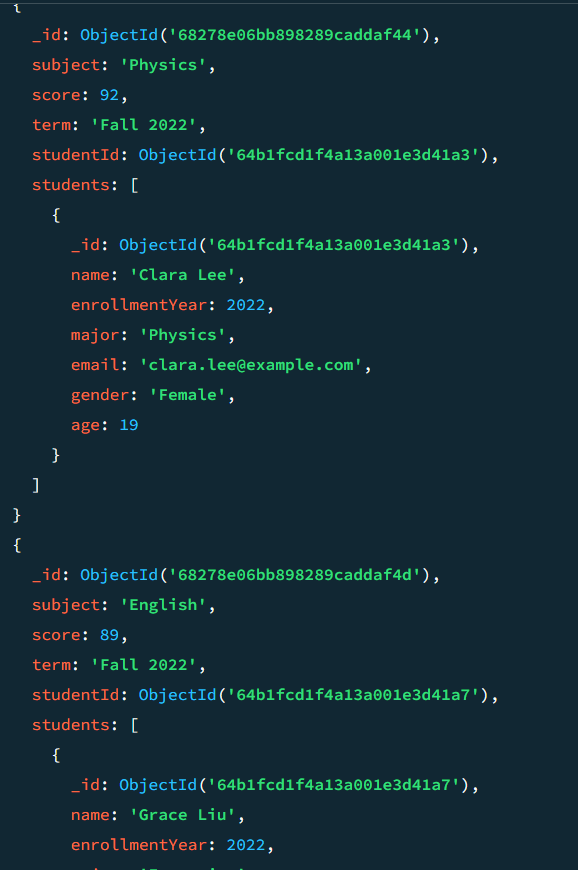 {
_id: ObjectId('68278e06bb898289caddaf44'),
subject: 'Physics',
score: 92,
term: 'Fall 2022',
studentId: ObjectId('64b1fcd1f4a13a001e3d41a3'),
students: [
{
_id: ObjectId('64b1fcd1f4a13a001e3d41a3'),
name: 'Clara Lee',
enrollmentYear: 2022,
major: 'Physics',
email: 'clara.lee@example.com',
gender: 'Female',
age: 19
}
]
}
{
_id: ObjectId('68278e06bb898289caddaf4d'),
subject: 'English',
score: 89,
term: 'Fall 2022',
studentId: ObjectId('64b1fcd1f4a13a001e3d41a7'),
students: [
{
_id: ObjectId('64b1fcd1f4a13a001e3d41a7'),
name: 'Grace Liu',
enrollmentYear: 2022,